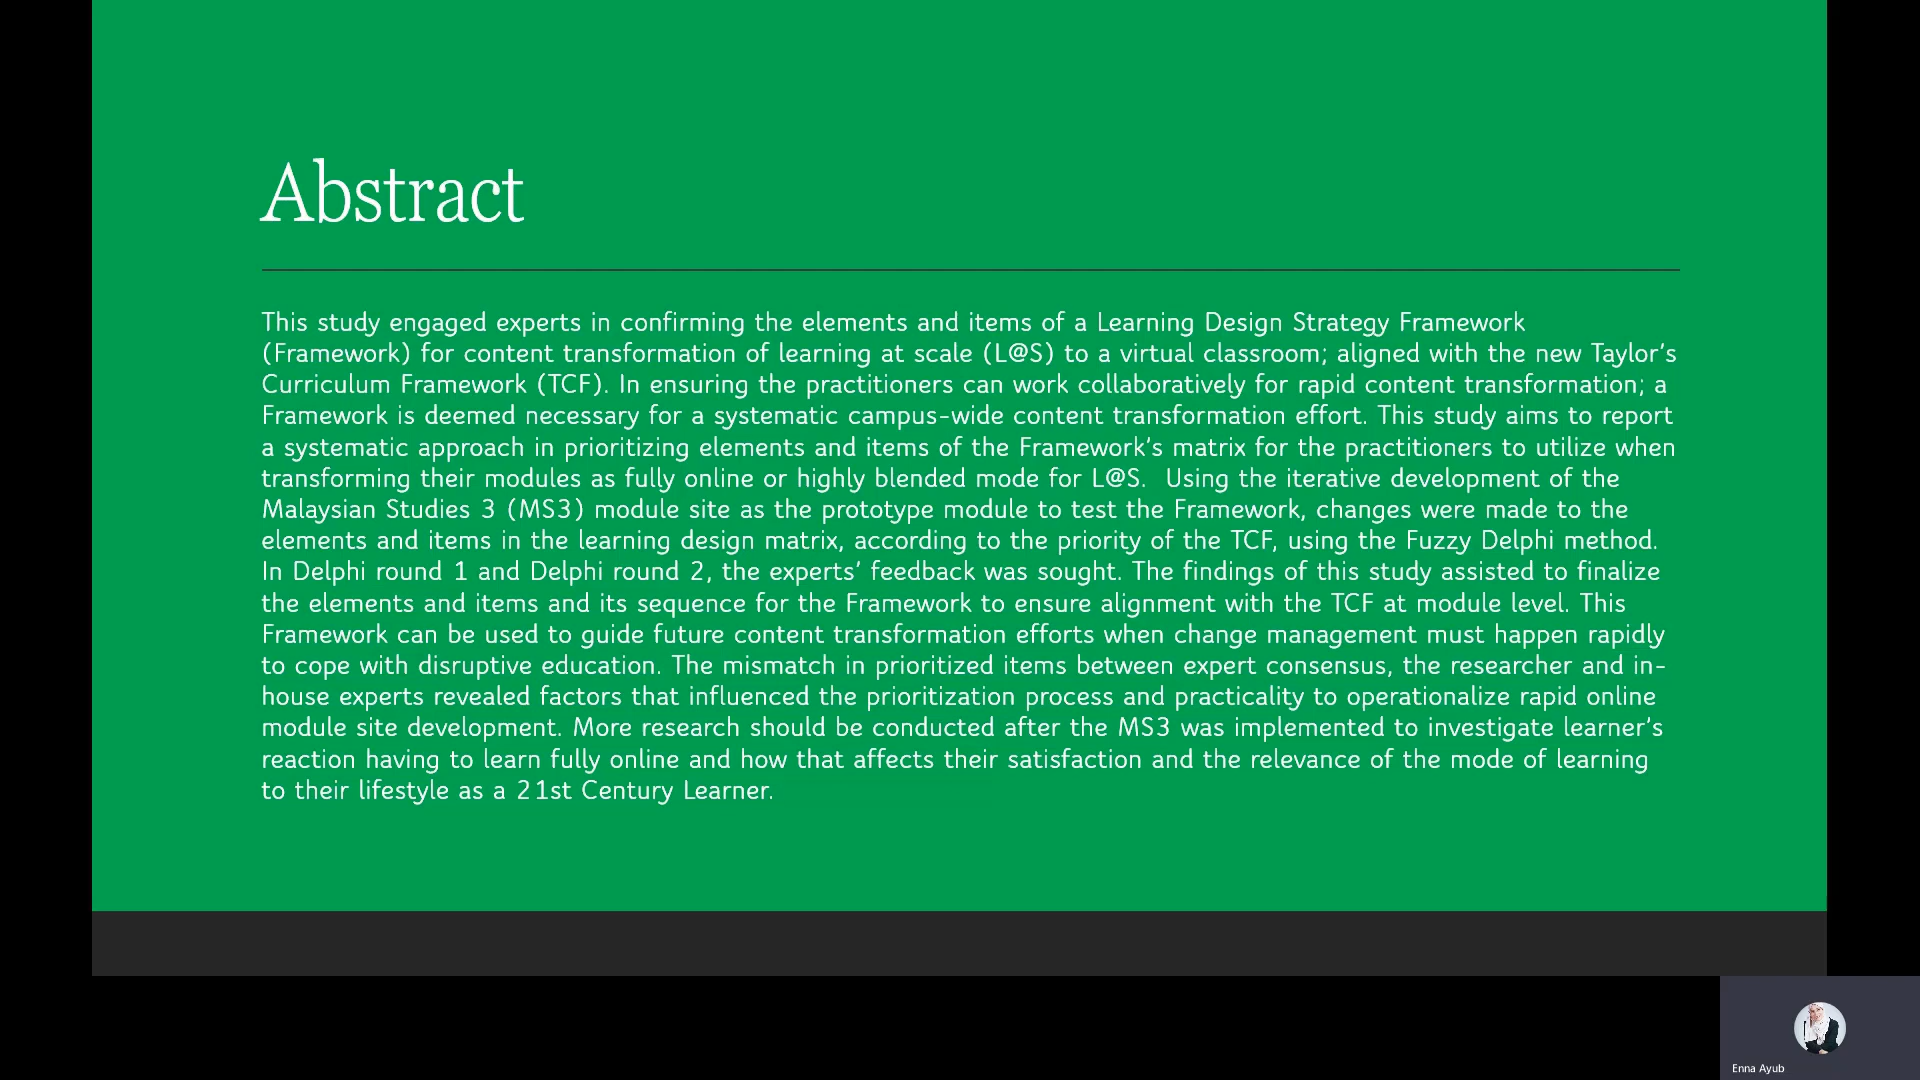 Abstract
This study engaged experts in confirming the elements and items of a Learning Design Strategy Framework
(Framework) for content transformation of learning at scale (L@S) to a virtual classroom; aligned with the new Taylor’s
Curriculum Framework (TCF). In ensuring the practitioners can work collaboratively for rapid content transformation; a
Framework is deemed necessary for a systematic campus-wide content transformation effort. This study aims to report
a systematic approach in prioritizing elements and items of the Framework’s matrix for the practitioners to utilize when
transforming their modules as fully online or highly blended mode for L@S.  Using the iterative development of the
Malaysian Studies 3 (MS3) module site as the prototype module to test the Framework, changes were made to the
elements and items in the learning design matrix, according to the priority of the TCF, using the Fuzzy Delphi method.
In Delphi round 1 and Delphi round 2, the experts’ feedback was sought. The findings of this study assisted to finalize
the elements and items and its sequence for the Framework to ensure alignment with the TCF at module level. This
Framework can be used to guide future content transformation efforts when change management must happen rapidly
to cope with disruptive education. The mismatch in prioritized items between expert consensus, the researcher and in-
house experts revealed factors that influenced the prioritization process and practicality to operationalize rapid online
module site development. More research should be conducted after the MS3 was implemented to investigate learner’s
reaction having to learn fully online and how that affects their satisfaction and the relevance of the mode of learning
to their lifestyle as a 21st Century Learner.
Enna Ayub